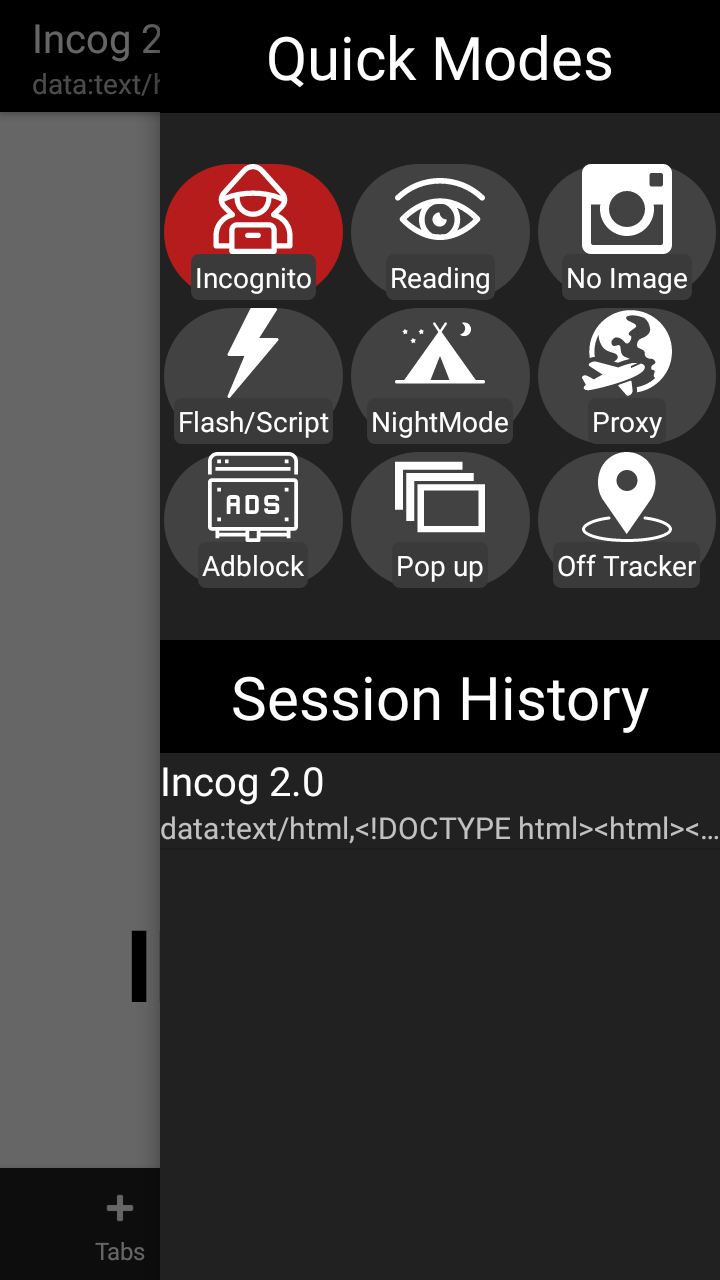 Incog 2
data:text/h
Quick Modes
Incognito
Reading
No Image
Flash/Script
NightMode
Proxy
ADS
Adblock
Pop up
Off Tracker
Session History
Incog 2.0
data:text/html,<!DOCTYPE html><html><...
I
Tabs